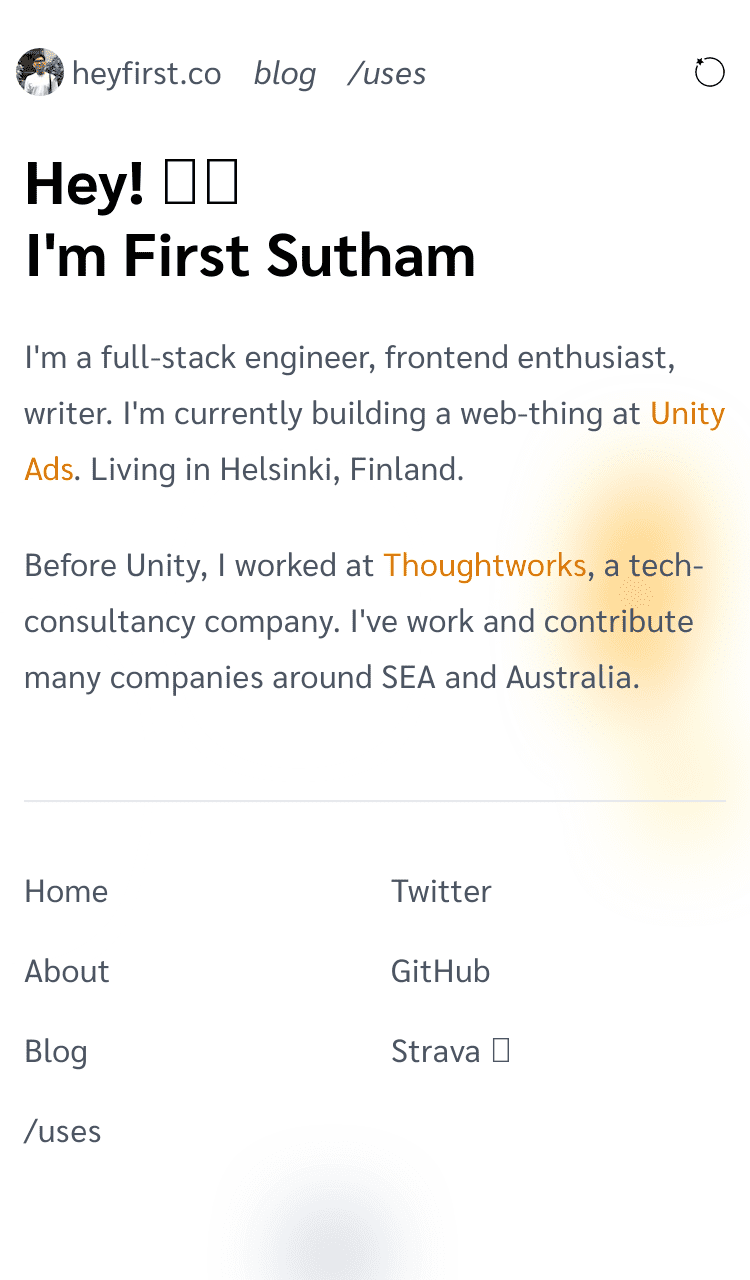 heyfirst.co blog /uses
Hey!
I'm First Sutham
I'm a full-stack engineer, frontend enthusiast,
writer. I'm currently building a web-thing at Unity
Ads. Living in Helsinki, Finland.
Before Unity, I worked at Thoughtworks, a tech-
consultancy company. I've work and contribute
many companies around SEA and Australia.
Home
Twitter
About
GitHub
Blog
Strava
/uses